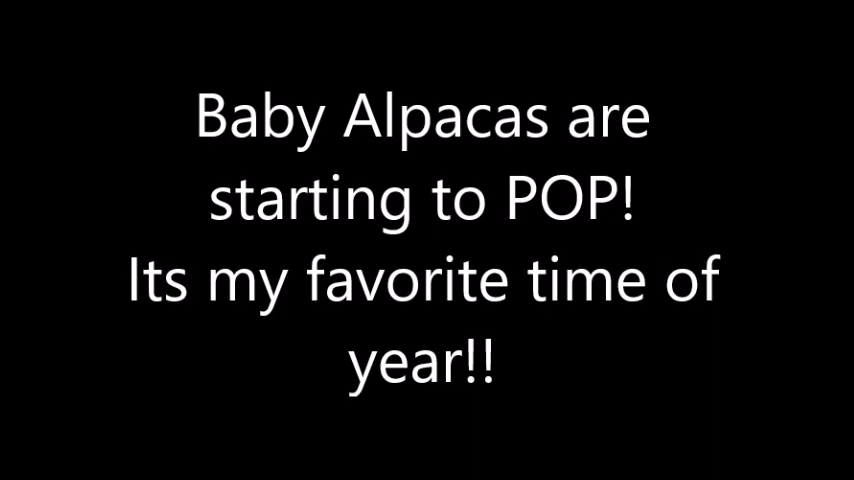 Baby Alpacas are
starting to POP!
Its my favorite time of
year!!